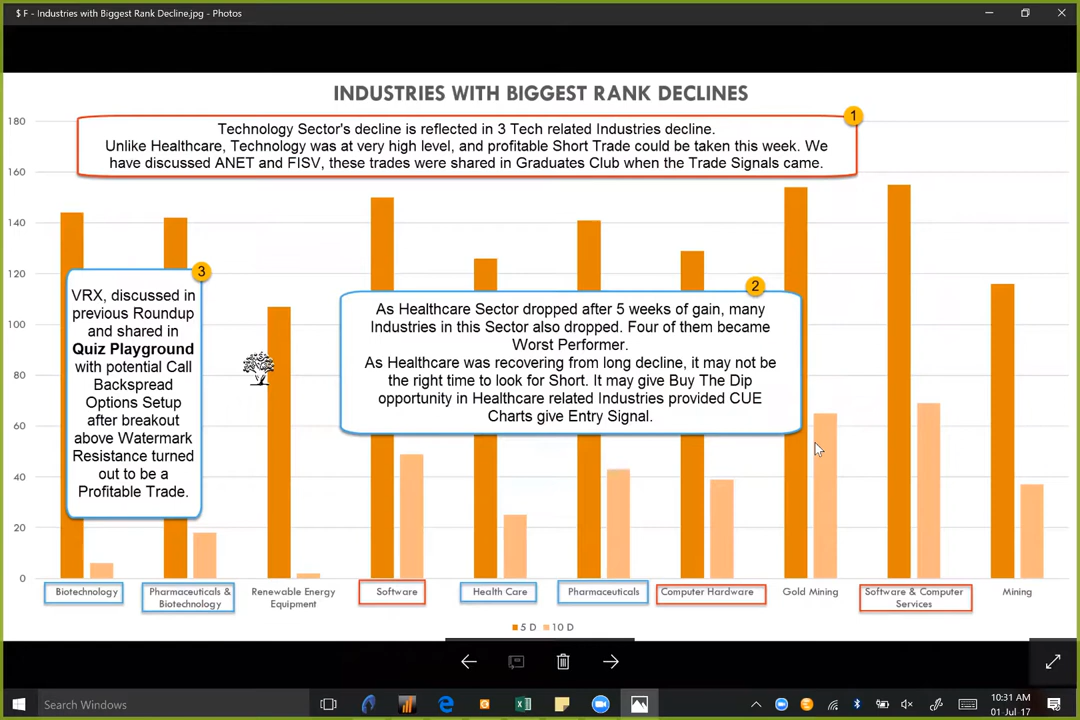 $ F - Industries with Biggest Rank Decline.jpg - Photos
INDUSTRIES WITH BIGGEST RANK DECLINES
1
Technology Sector's decline is reflected in 3 Tech related Industries decline.
Unlike Healthcare, Technology was at very high level, and profitable Short Trade could be taken this week. We
have discussed ANET and FISV, these trades were shared in Graduates Club when the Trade Signals came.
180
160
140
120
100
80
60
40
20
0
3
VRX, discussed in
previous Roundup
and shared in
Quiz Playground
with potential Call
Backspread
Options Setup
after breakout
above Watermark
Resistance turned
out to be a
Profitable Trade.
2
As Healthcare Sector dropped after 5 weeks of gain, many
Industries in this Sector also dropped. Four of them became
Worst Performer.
As Healthcare was recovering from long decline, it may not be
the right time to look for Short. It may give Buy The Dip
opportunity in Healthcare related Industries provided CUE
Charts give Entry Signal.
Biotechnology
Pharmaceuticals &
Biotechnology
Renewable Energy
Equipment
Software
Health Care
Pharmaceuticals
Computer Hardware
Gold Mining
Software & Computer
Services
Mining
5 D
10 D
Search Windows
10:31 AM
01-Jul-17